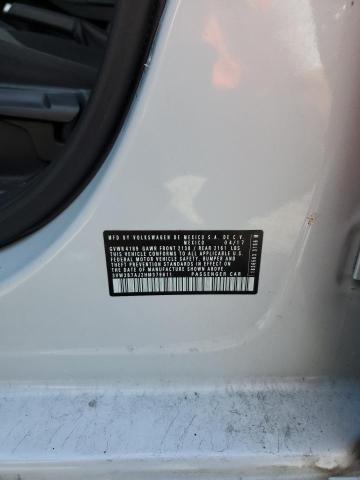 MFD. BY VOLKSWAGEN DE MEXICO S.A. DE C.V.
MEXICO 04/17
GVWR 4189 GAWR FRONT 2138 / REAR 2161 LBS
THIS VEHICLE CONFORMS TO ALL APPLICABLE U.S.
FEDERAL MOTOR VEHICLE SAFETY, BUMPER, AND
THEFT PREVENTION STANDARDS IN EFFECT
ON THE DATE OF MANUFACTURE SHOWN ABOVE.
PASSENGER CAR